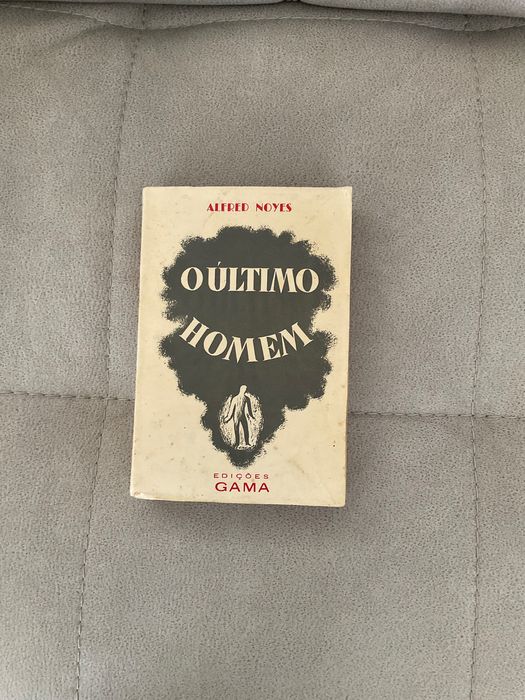 ALFRED NOYES
O ÚLTIMO
HOMEM
EDIÇÕES
GAMA